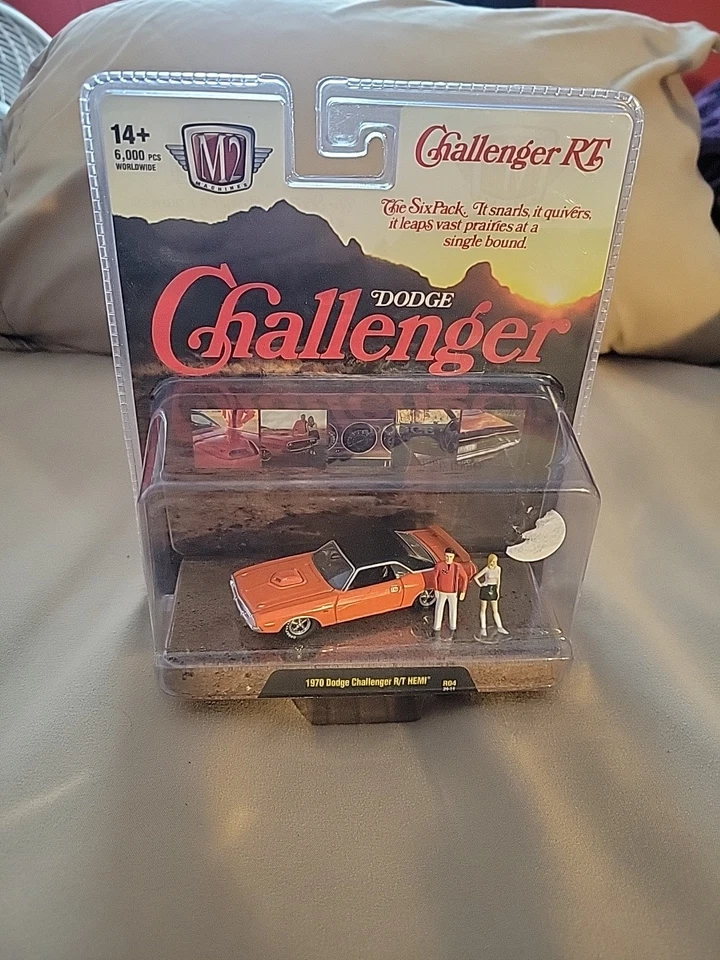 14+
6,000 PCS
WORLDWIDE
M2
MACHINES
Challenger RT
The SixPack. It snarls, it quivers,
it leaps vast prairies at a
single bound.
DODGE
Challenger
1970 Dodge Challenger R/T HEMI
R04